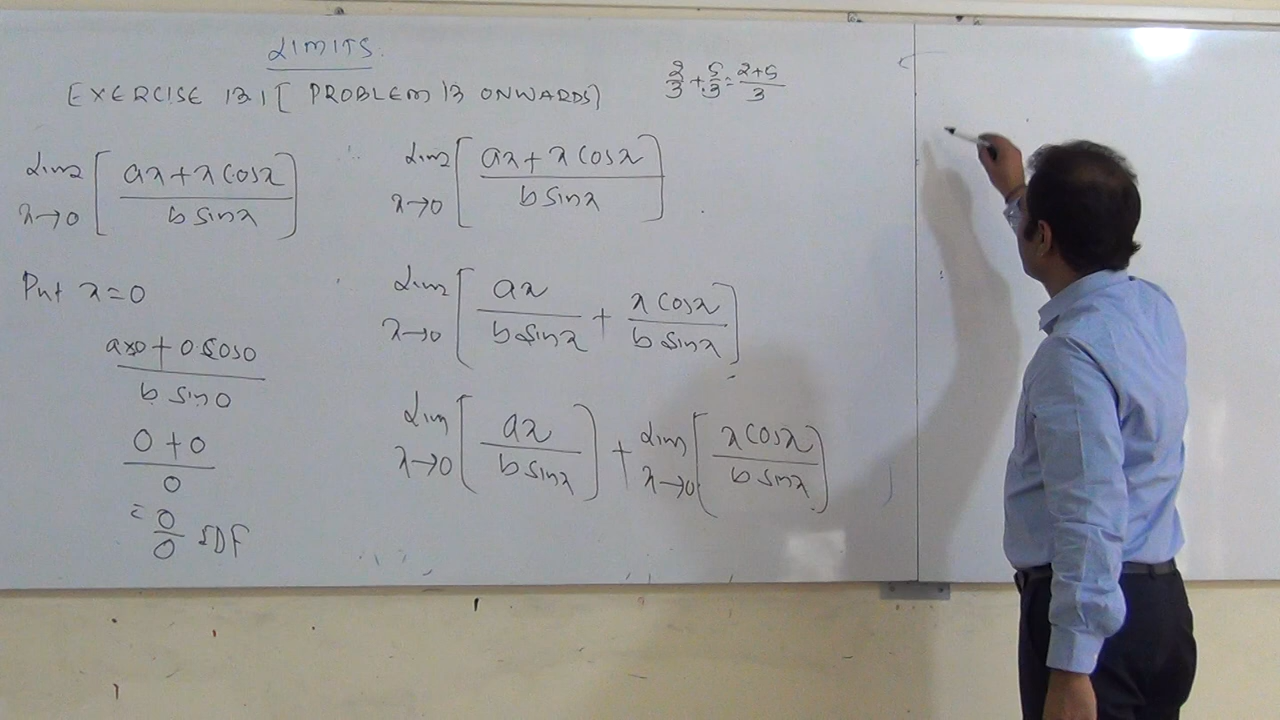 LIMITS.
EXERCISE 13.1 [ PROBLEM 13 ONWARDS]
2/3 + 5/3 = 2+5/3
Lim x→0 [ ax + x cosx / b sinx ]
Put x=0
ax0 + 0 cos0 / b sin0
0 + 0 / 0
= 0/0 IDF
Lim x→0 [ ax + x cosx / b sinx ]
Lim x→0 [ ax / b sinx + x cosx / b sinx ]
Lim x→0 [ ax / b sinx ] + Lim x→0 [ x cosx / b sinx ]